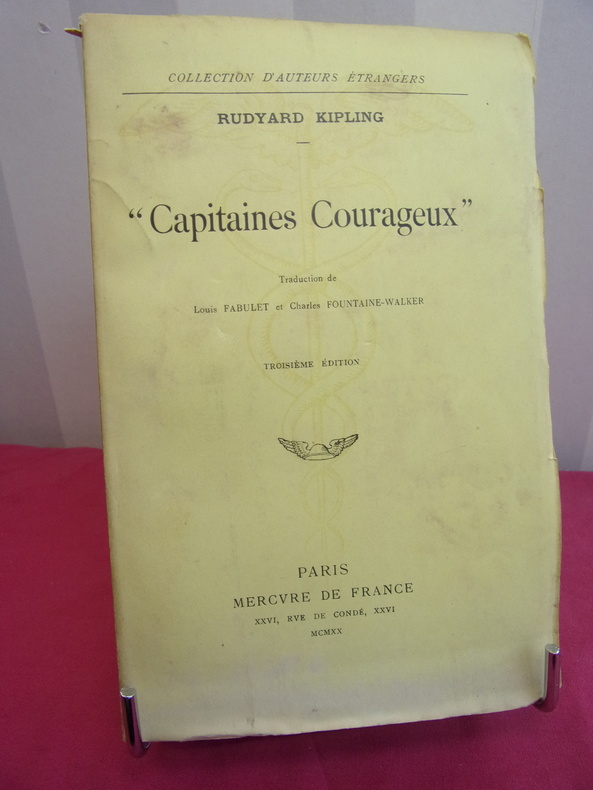 COLLECTION D'AUTEURS ÉTRANGERS
RUDYARD KIPLING
“Capitaines Courageux”
Traduction de
Louis FABULET et Charles FOUNTAINE-WALKER
TROISIÈME ÉDITION
PARIS
MERCVRE DE FRANCE
XXVI, RVE DE CONDÉ, XXVI
MCMXX